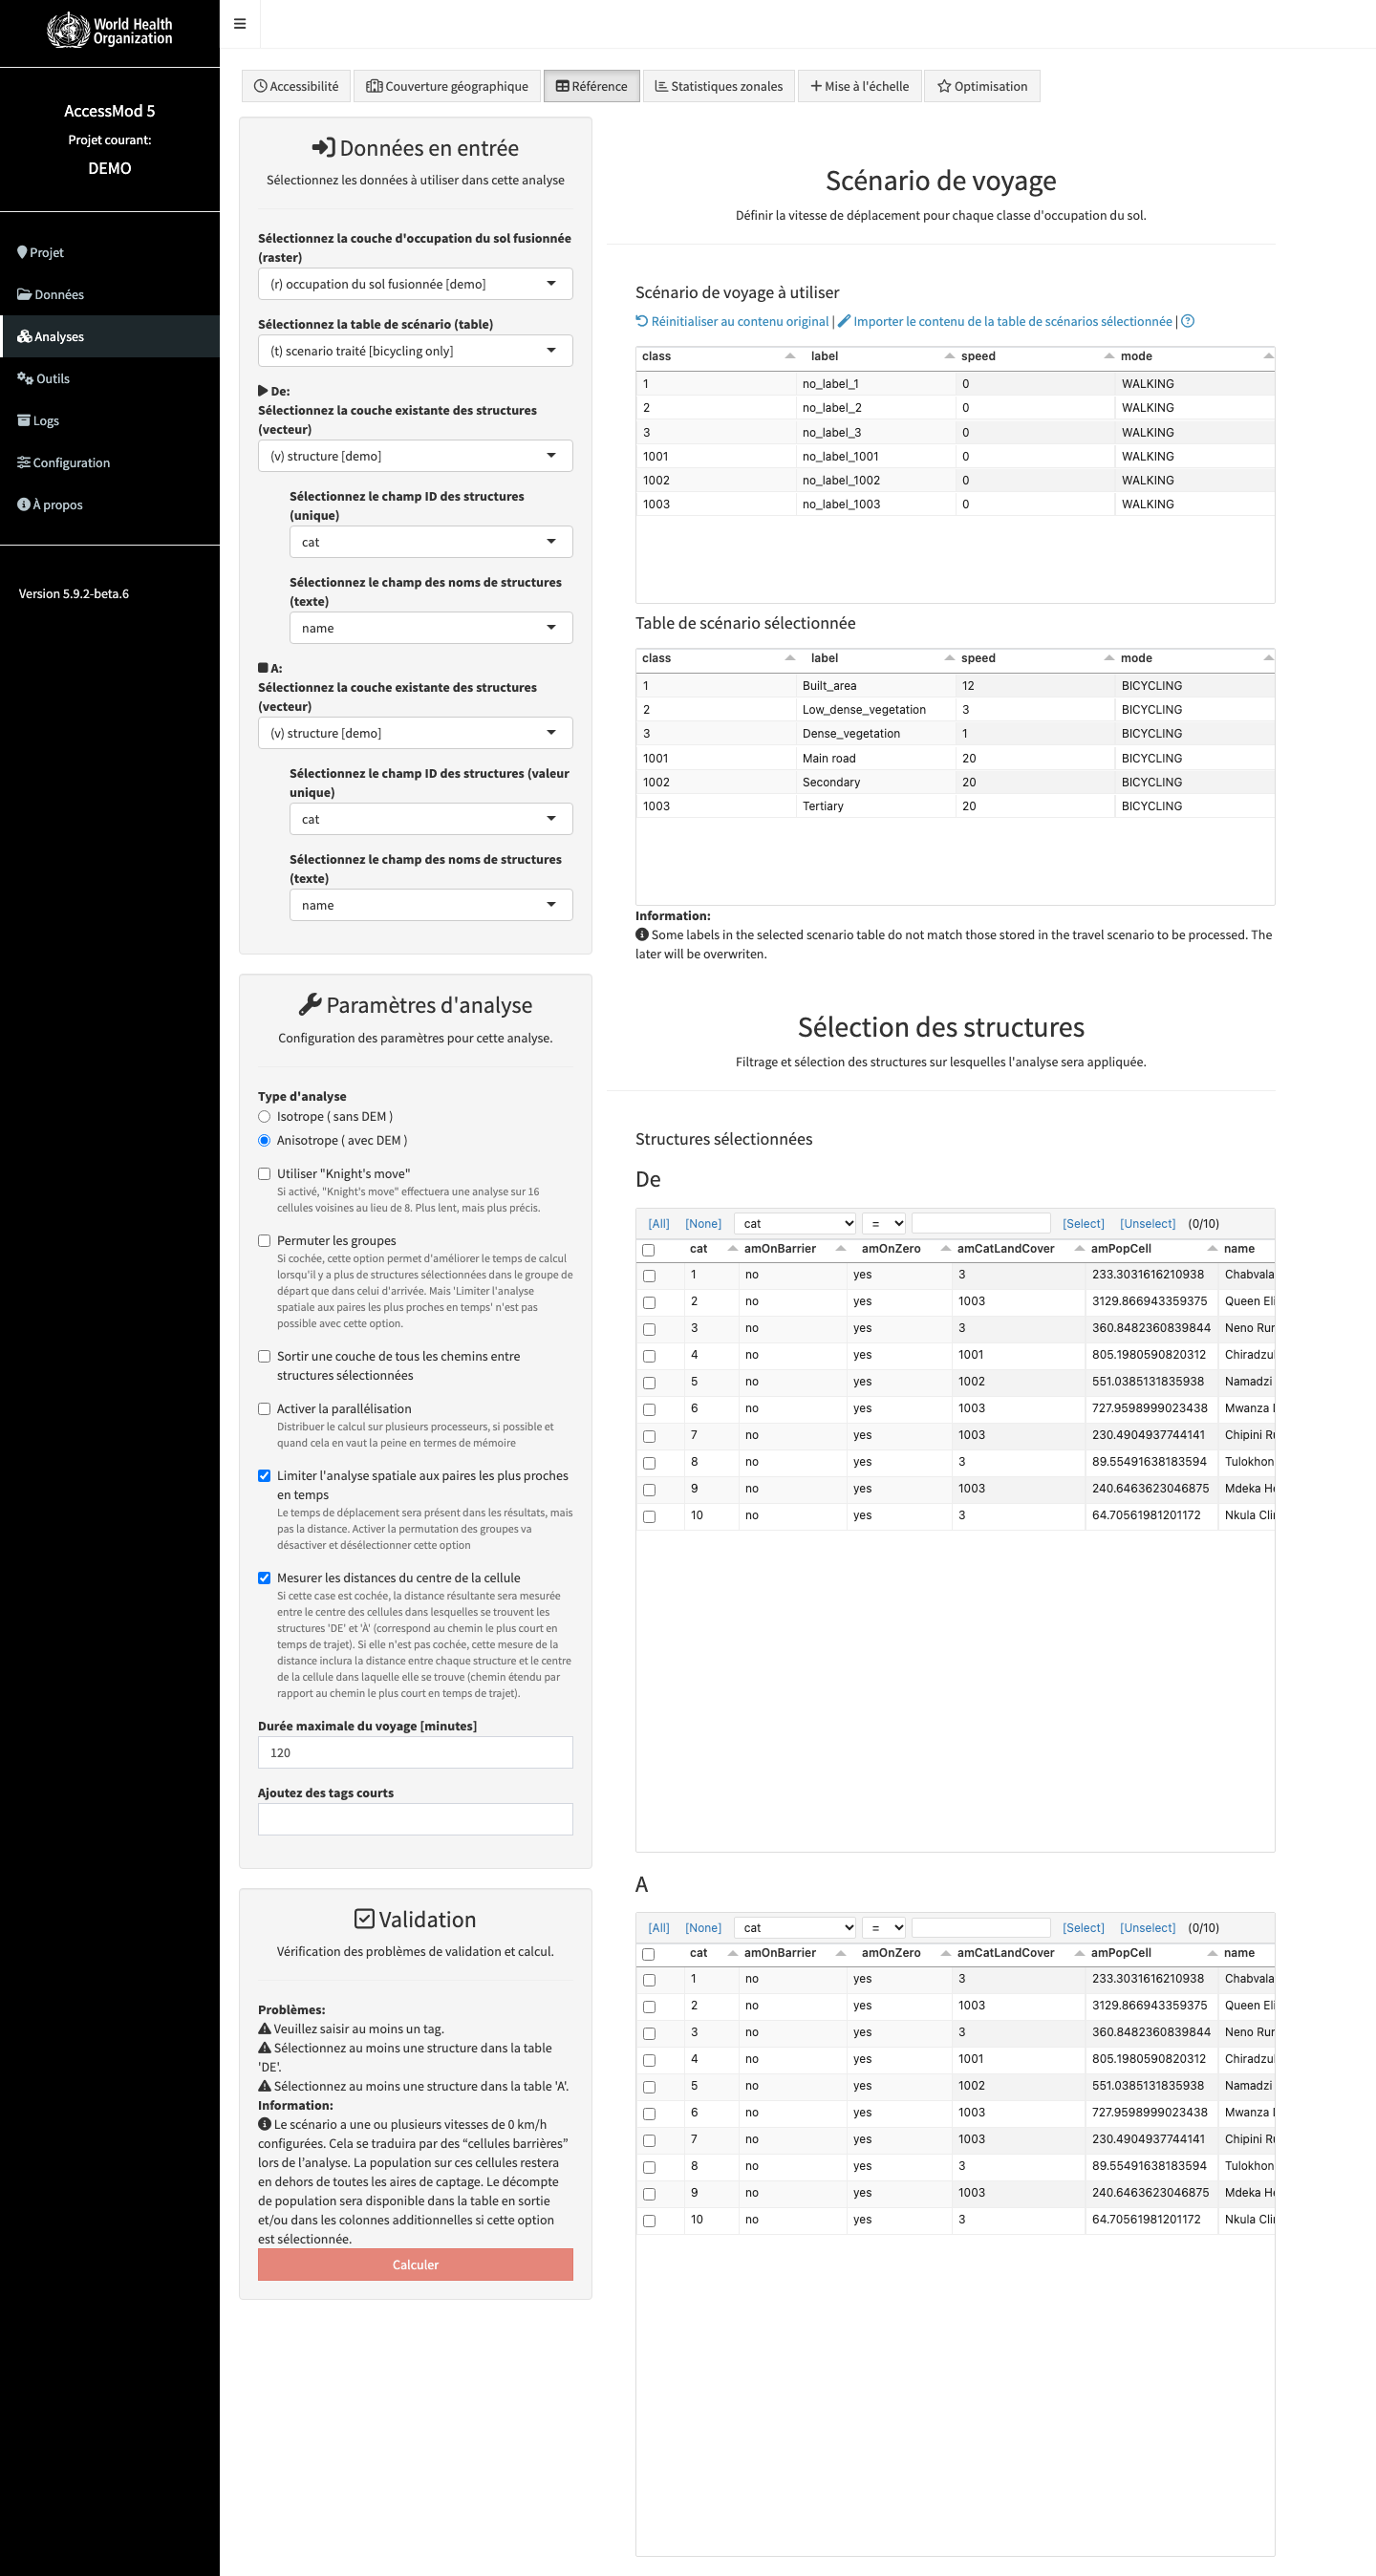 World Health
Organization
AccessMod 5
Projet courant:
DEMO
Projet
Données
Analyses
Outils
Logs
Configuration
À propos
Version 5.9.2-beta.6
Accessibilité
Couverture géographique
Référence
Statistiques zonales
Mise à l'échelle
Optimisation
Données en entrée
Sélectionnez les données à utiliser dans cette analyse
Sélectionnez la couche d'occupation du sol fusionnée
(raster)
(r) occupation du sol fusionnée [demo]
Sélectionnez la table de scénario (table)
(t) scenario traité [bicycling only]
De:
Sélectionnez la couche existante des structures
(vecteur)
(v) structure [demo]
Sélectionnez le champ ID des structures
(unique)
cat
Sélectionnez le champ des noms de structures
(texte)
name
A:
Sélectionnez la couche existante des structures
(vecteur)
(v) structure [demo]
Sélectionnez le champ ID des structures (valeur
unique)
cat
Sélectionnez le champ des noms de structures
(texte)
name
Paramètres d'analyse
Configuration des paramètres pour cette analyse.
Type d'analyse
Isotrope ( sans DEM )
Anisotrope ( avec DEM )
Utiliser "Knight's move"
Si activé, "Knight's move" effectuera une analyse sur 16
cellules voisines au lieu de 8. Plus lent, mais plus précis.
Permuter les groupes
Si cochée, cette option permet d'améliorer le temps de calcul
lorsqu'il y a plus de structures sélectionnées dans le groupe de
départ que dans celui d'arrivée. Mais 'Limiter l'analyse
spatiale aux paires les plus proches en temps' n'est pas
possible avec cette option.
Sortir une couche de tous les chemins entre
structures sélectionnées
Activer la parallélisation
Distribuer le calcul sur plusieurs processeurs, si possible et
quand cela en vaut la peine en termes de mémoire
Limiter l'analyse spatiale aux paires les plus proches
en temps
Le temps de déplacement sera présent dans les résultats, mais
pas la distance. Activer la permutation des groupes va
désactiver et désélectionner cette option
Mesurer les distances du centre de la cellule
Si cette case est cochée, la distance résultante sera mesurée
entre le centre des cellules dans lesquelles se trouvent les
structures 'DE' et 'À' (correspond au chemin le plus court en
temps de trajet). Si elle n'est pas cochée, cette mesure de la
distance inclura la distance entre chaque structure et le centre
de la cellule dans laquelle elle se trouve (chemin étendu par
rapport au chemin le plus court en temps de trajet).
Durée maximale du voyage [minutes]
120
Ajoutez des tags courts
Validation
Vérification des problèmes de validation et calcul.
Problèmes:
Veuillez saisir au moins un tag.
Sélectionnez au moins une structure dans la table
'DE'.
Sélectionnez au moins une structure dans la table 'A'.
Information:
Le scénario a une ou plusieurs vitesses de 0 km/h
configurées. Cela se traduira par des “cellules barrières”
lors de l’analyse. La population sur ces cellules restera
en dehors de toutes les aires de captage. Le décompte
de population sera disponible dans la table en sortie
et/ou dans les colonnes additionnelles si cette option
est sélectionnée.
Calculer
Scénario de voyage
Définir la vitesse de déplacement pour chaque classe d'occupation du sol.
Scénario de voyage à utiliser
Réinitialiser au contenu original | Importer le contenu de la table de scénarios sélectionnée |
class label speed mode
1 no_label_1 0 WALKING
2 no_label_2 0 WALKING
3 no_label_3 0 WALKING
1001 no_label_1001 0 WALKING
1002 no_label_1002 0 WALKING
1003 no_label_1003 0 WALKING
Table de scénario sélectionnée
class label speed mode
1 Built_area 12 BICYCLING
2 Low_dense_vegetation 3 BICYCLING
3 Dense_vegetation 1 BICYCLING
1001 Main road 20 BICYCLING
1002 Secondary 20 BICYCLING
1003 Tertiary 20 BICYCLING
Information:
Some labels in the selected scenario table do not match those stored in the travel scenario to be processed. The
later will be overwriten.
Sélection des structures
Filtrage et sélection des structures sur lesquelles l'analyse sera appliquée.
Structures sélectionnées
De
[All] [None] cat = [Select] [Unselect] (0/10)
cat amOnBarrier amOnZero amCatLandCover amPopCell name
1 no yes 3 233.3031616210938 Chabvala
2 no yes 1003 3129.866943359375 Queen Eli
3 no yes 3 360.8482360839844 Neno Rur
4 no yes 1001 805.1980590820312 Chiradzul
5 no yes 1002 551.0385131835938 Namadzi
6 no yes 1003 727.9598999023438 Mwanza
7 no yes 1003 230.4904937744141 Chipini Ru
8 no yes 3 89.55491638183594 Tulokhon
9 no yes 1003 240.6463623046875 Mdeka He
10 no yes 3 64.70561981201172 Nkula Clin
A
[All] [None] cat = [Select] [Unselect] (0/10)
cat amOnBarrier amOnZero amCatLandCover amPopCell name
1 no yes 3 233.3031616210938 Chabvala
2 no yes 1003 3129.866943359375 Queen Eli
3 no yes 3 360.8482360839844 Neno Rur
4 no yes 1001 805.1980590820312 Chiradzul
5 no yes 1002 551.0385131835938 Namadzi
6 no yes 1003 727.9598999023438 Mwanza
7 no yes 1003 230.4904937744141 Chipini Ru
8 no yes 3 89.55491638183594 Tulokhon
9 no yes 1003 240.6463623046875 Mdeka He
10 no yes 3 64.70561981201172 Nkula Clin